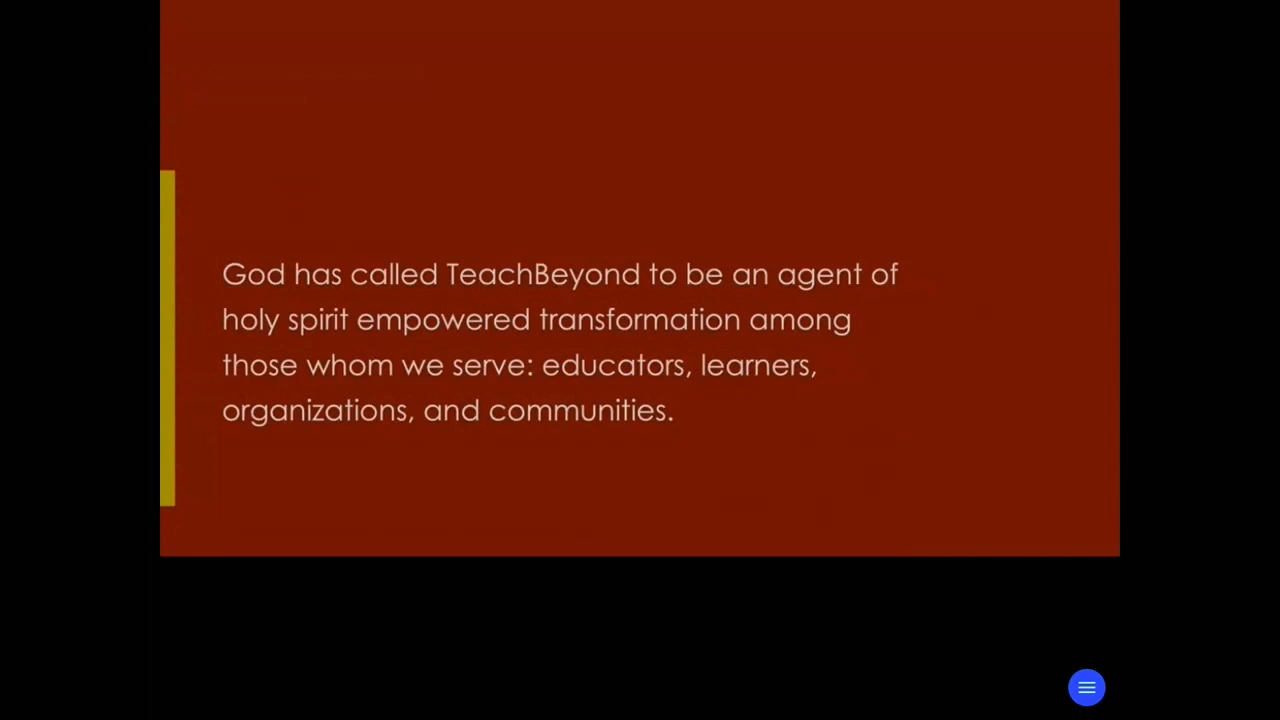 God has called TeachBeyond to be an agent of
holy spirit empowered transformation among
those whom we serve: educators, learners,
organizations, and communities.